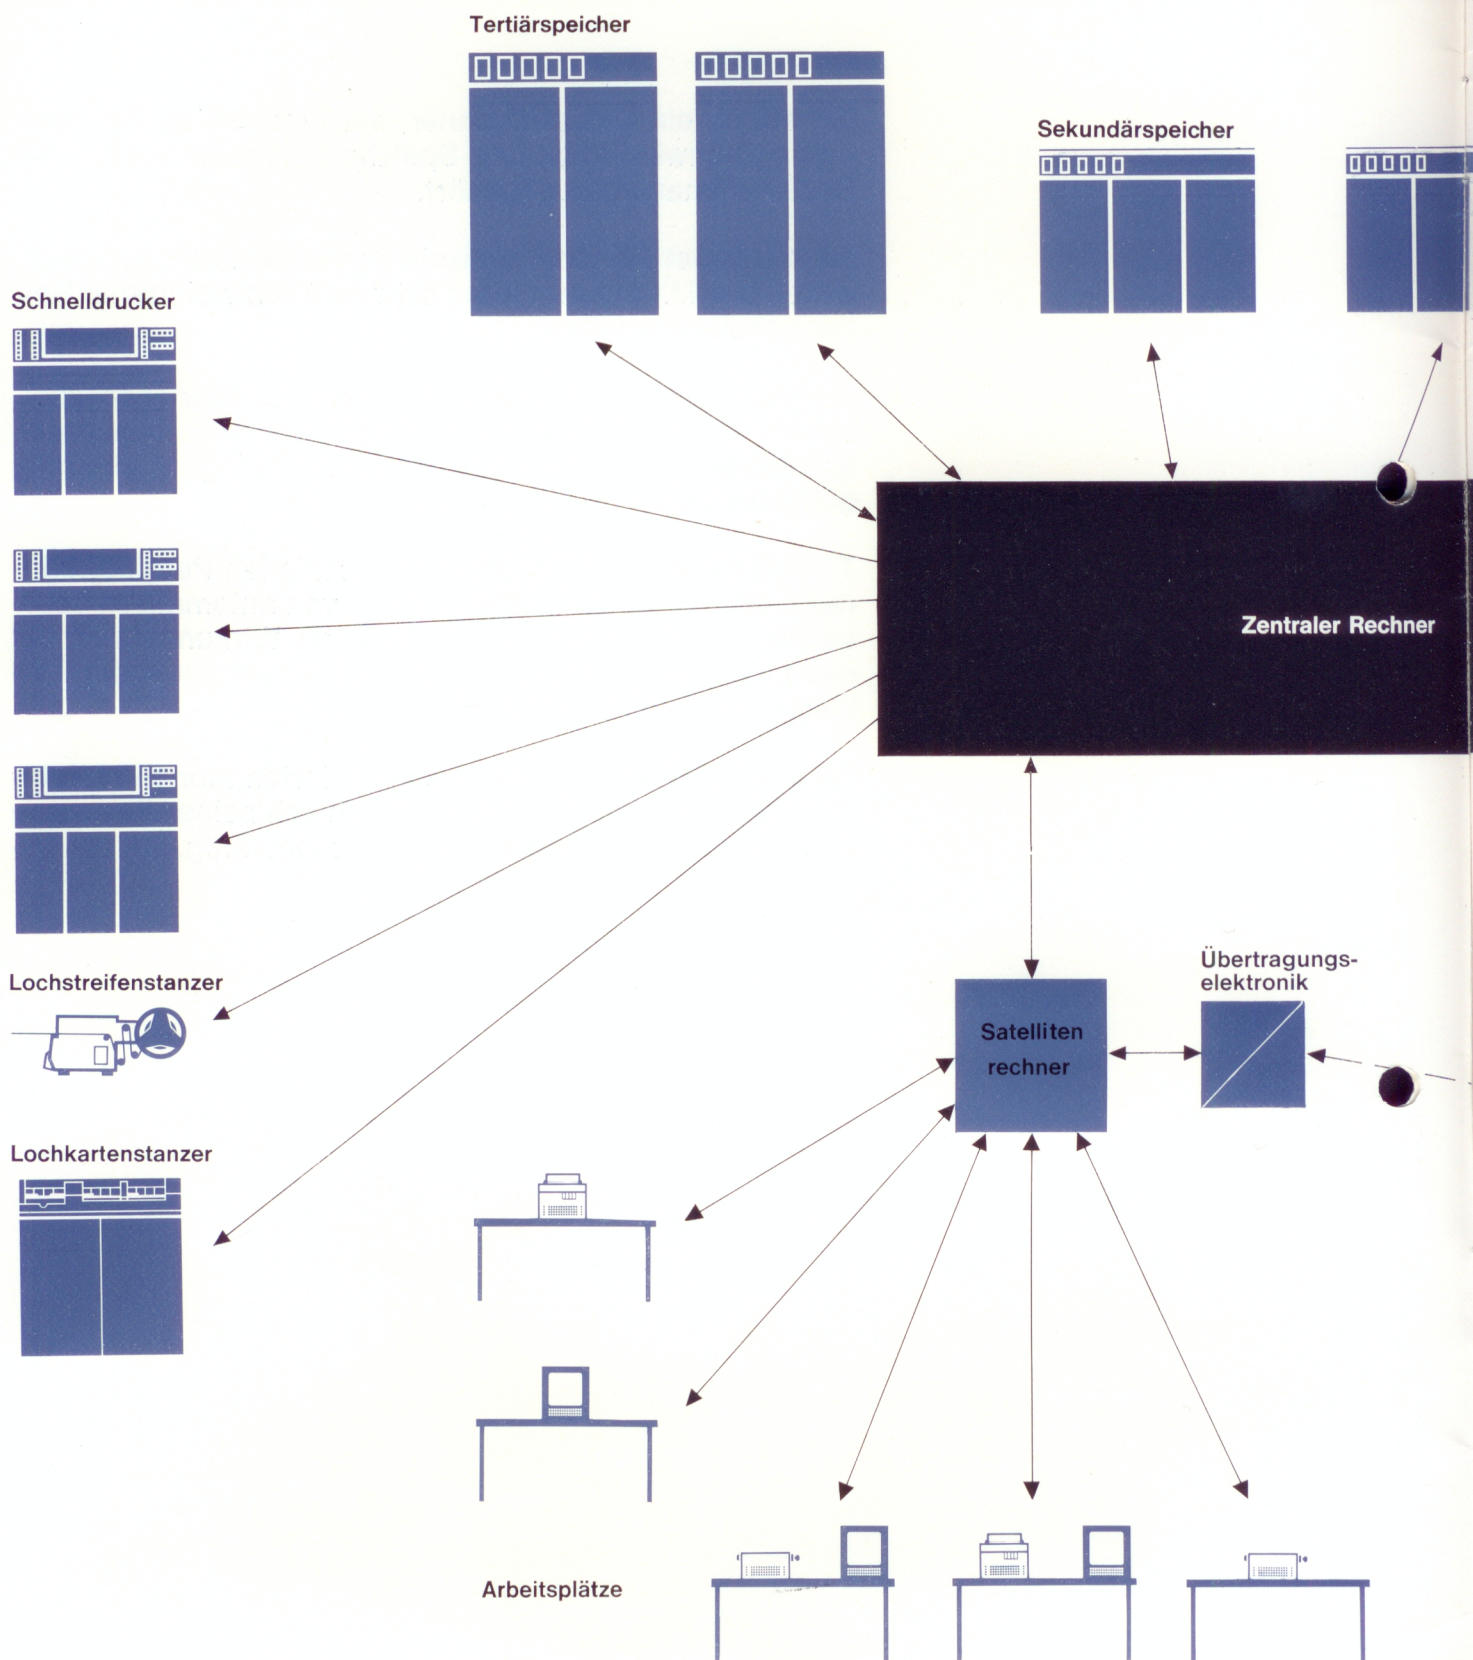 Tertiärspeicher
Sekundärspeicher
Schnelldrucker
Zentraler Rechner
Lochstreifenstanzer
Übertragungs-
elektronik
Satelliten
rechner
Lochkartenstanzer
Arbeitsplätze